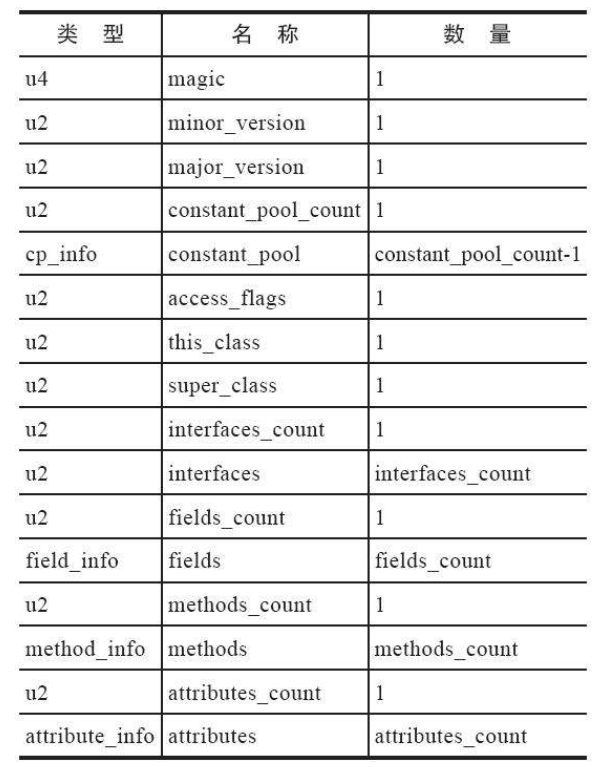 类 型 名 称 数 量
u4 magic 1
u2 minor_version 1
u2 major_version 1
u2 constant_pool_count 1
cp_info constant_pool constant_pool_count-1
u2 access_flags 1
u2 this_class 1
u2 super_class 1
u2 interfaces_count 1
u2 interfaces interfaces_count
u2 fields_count 1
field_info fields fields_count
u2 methods_count 1
method_info methods methods_count
u2 attributes_count 1
attribute_info attributes attributes_count